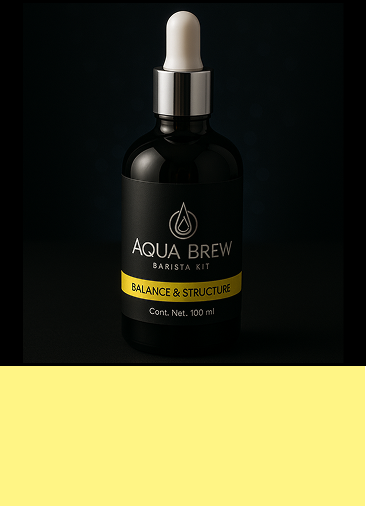 AQUA BREW
BARISTA KIT
BALANCE & STRUCTURE
Cont. Net. 100 ml